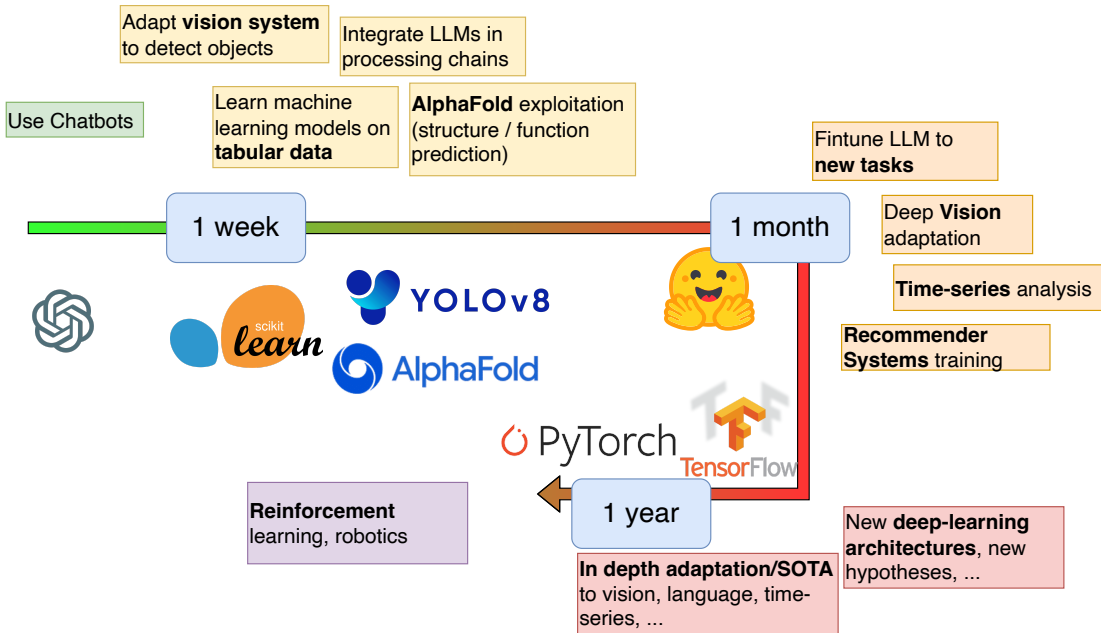 Adapt vision system
to detect objects
Integrate LLMs in
processing chains
Use Chatbots
Learn machine
learning models on
tabular data
AlphaFold exploitation
(structure / function
prediction)
Fintune LLM to
new tasks
1 week
1 month
Deep Vision
adaptation
Time-series analysis
YOLOv8
scikit
learn
AlphaFold
Recommender
Systems training
PyTorch
TensorFlow
1 year
Reinforcement
learning, robotics
New deep-learning
architectures, new
hypotheses, ...
In depth adaptation/SOTA
to vision, language, time-
series, ...